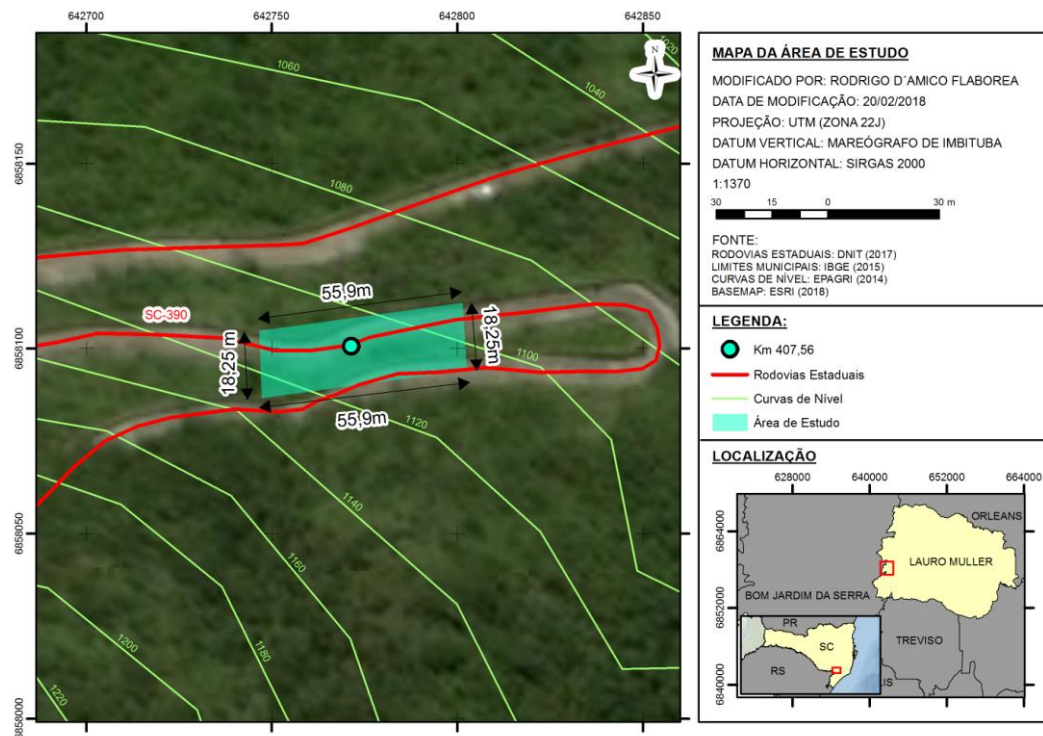 642700 642750 642800 642850
1020
1060
1040
N
6858150
1080
55,9m
SC-390
18,25 m
18,25m
6858100
1100
55,9m
1120
1140
6858050
1160
1200
1180
1220
6858000
MAPA DA ÁREA DE ESTUDO
MODIFICADO POR: RODRIGO D´AMICO FLABOREA
DATA DE MODIFICAÇÃO: 20/02/2018
PROJEÇÃO: UTM (ZONA 22J)
DATUM VERTICAL: MAREÓGRAFO DE IMBITUBA
DATUM HORIZONTAL: SIRGAS 2000
1:1370
30 15 0 30 m
FONTE:
RODOVIAS ESTADUAIS: DNIT (2017)
LIMITES MUNICIPAIS: IBGE (2015)
CURVAS DE NÍVEL: EPAGRI (2014)
BASEMAP: ESRI (2018)
LEGENDA:
Km 407,56
Rodovias Estaduais
Curvas de Nível
Área de Estudo
LOCALIZAÇÃO
628000 640000 652000 664000
6864000
ORLEANS
LAURO MULLER
BOM JARDIM DA SERRA
6852000
PR
SC
TREVISO
RS
LIS
6840000